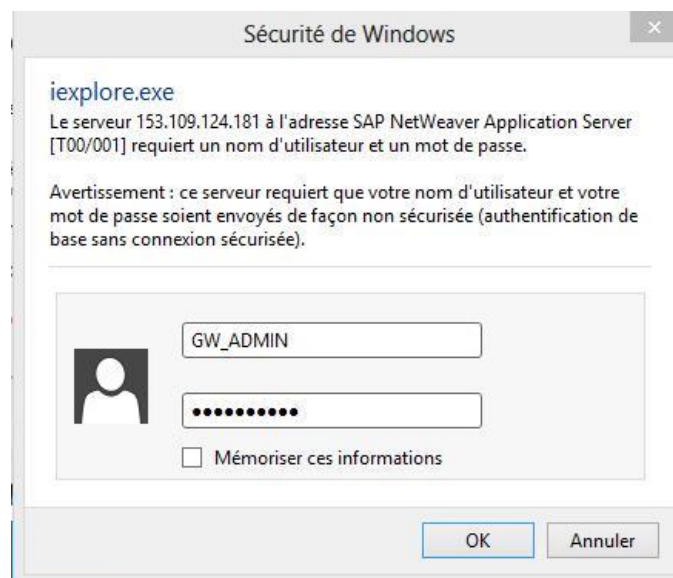 Sécurité de Windows
iexplore.exe
Le serveur 153.109.124.181 à l'adresse SAP NetWeaver Application Server
[T00/001] requiert un nom d'utilisateur et un mot de passe.
Avertissement : ce serveur requiert que votre nom d'utilisateur et votre
mot de passe soient envoyés de façon non sécurisée (authentification de
base sans connexion sécurisée).
GW_ADMIN
••••••••••
Mémoriser ces informations
OK
Annuler